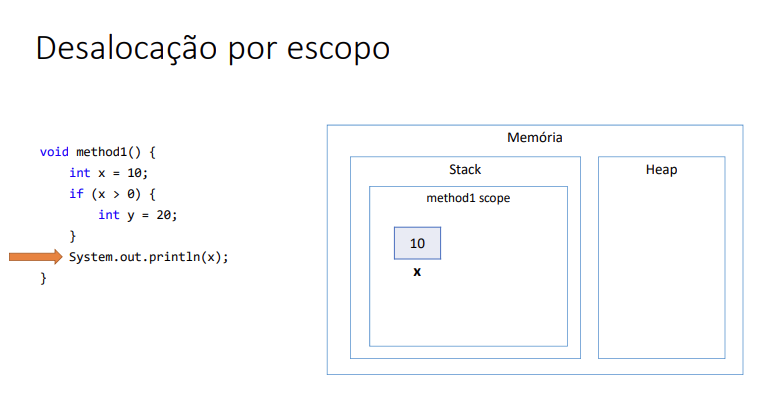 Desalocação por escopo
void method1() {
int x = 10;
if (x > 0) {
int y = 20;
}
System.out.println(x);
}
Memória
Stack
Heap
method1 scope
10
x